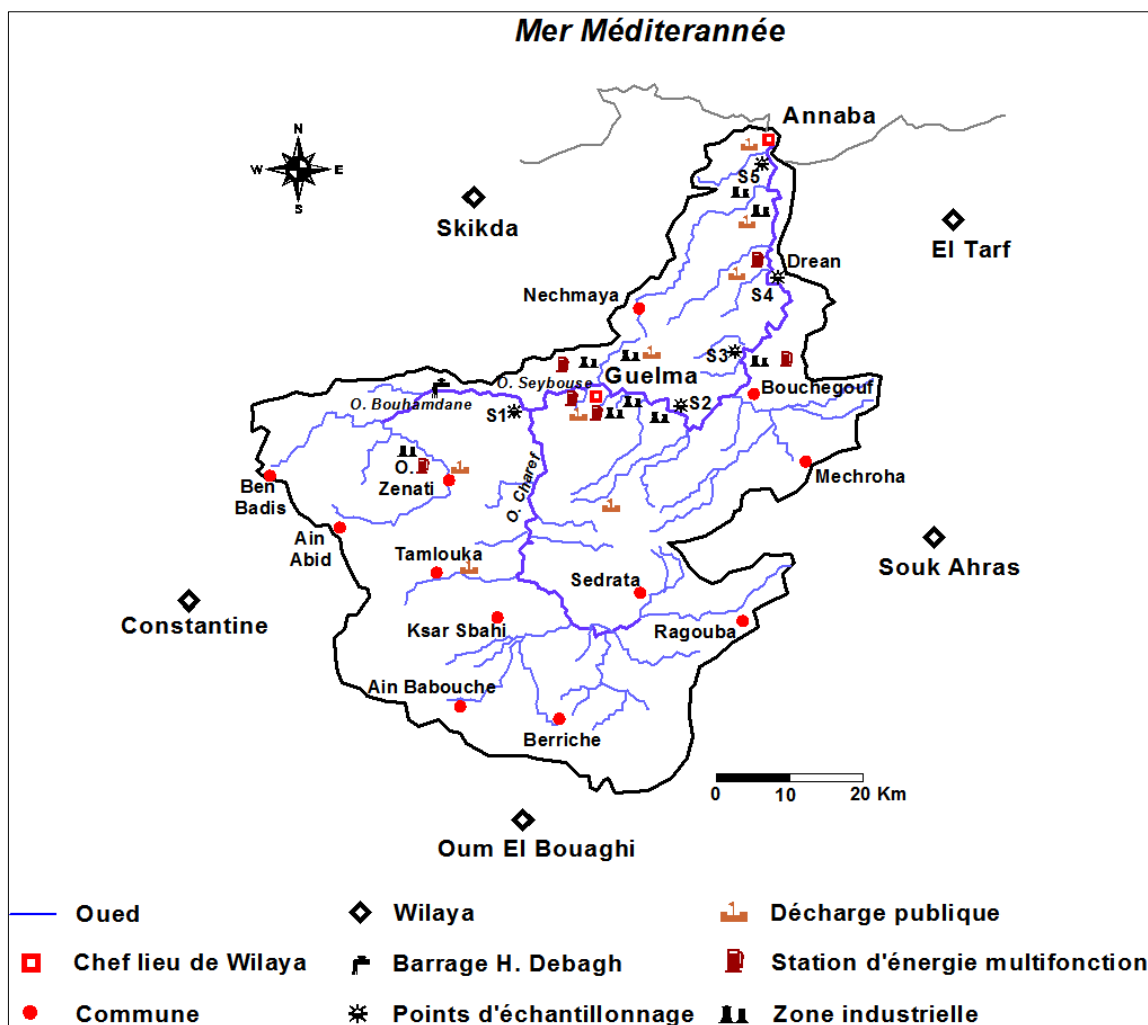 Mer Méditerannée
Annaba
N
W
E
S
S5
Skikda
El Tarf
Drean
S4
Nechmaya
S3
Guelma
O. Seybouse
Bouchegouf
O. Bouhamdane
S1
S2
O. Charef
O.
Zenati
Mechroha
Ben
Badis
Ain
Abid
Tamlouka
Sedrata
Souk Ahras
Constantine
Ksar Sbahi
Ragouba
Ain Babouche
Berriche
0 10 20 Km
Oum El Bouaghi
Oued
Wilaya
Décharge publique
Chef lieu de Wilaya
Barrage H. Debagh
Station d'énergie multifonction
Commune
Points d'échantillonnage
Zone industrielle